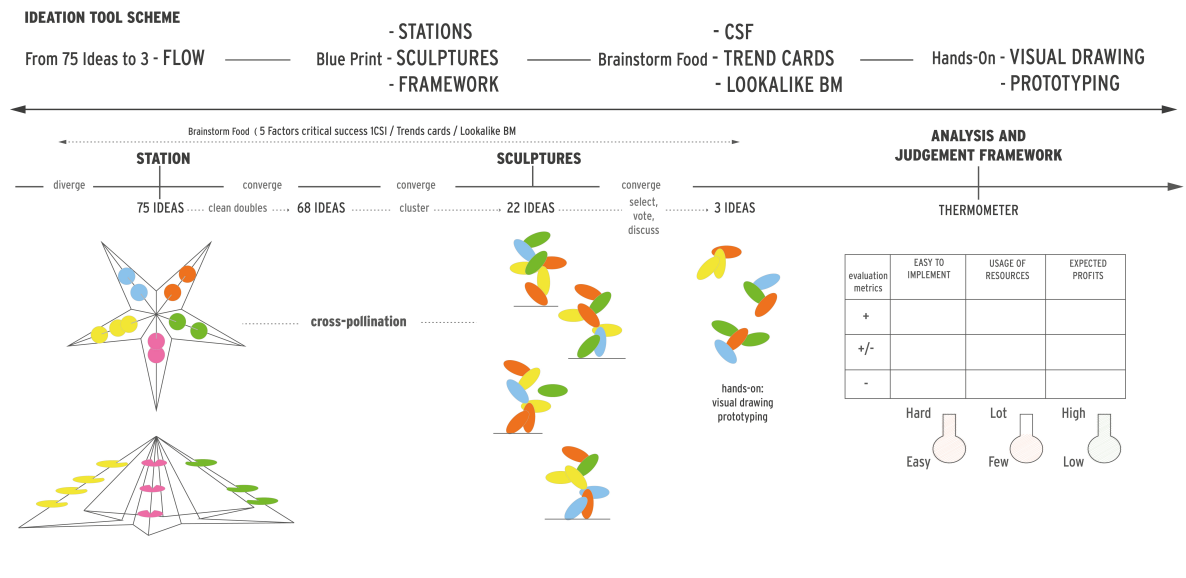 IDEATION TOOL SCHEME
From 75 Ideas to 3 - FLOW
Blue Print - STATIONS
- SCULPTURES
- FRAMEWORK
Brainstorm Food - CSF
- TREND CARDS
- LOOKALIKE BM
Hands-On - VISUAL DRAWING
- PROTOTYPING
Brainstorm Food ( 5 Factors critical success 1CSI / Trends cards / Lookalike BM
STATION
SCULPTURES
ANALYSIS AND
JUDGEMENT FRAMEWORK
diverge
converge
converge
converge
75 IDEAS
clean doubles
68 IDEAS
cluster
22 IDEAS
select,
vote,
discuss
3 IDEAS
THERMOMETER
cross-pollination
hands-on:
visual drawing
prototyping
evaluation
metrics
EASY TO
IMPLEMENT
USAGE OF
RESOURCES
EXPECTED
PROFITS
+
+/-
-
Hard
Easy
Lot
Few
High
Low